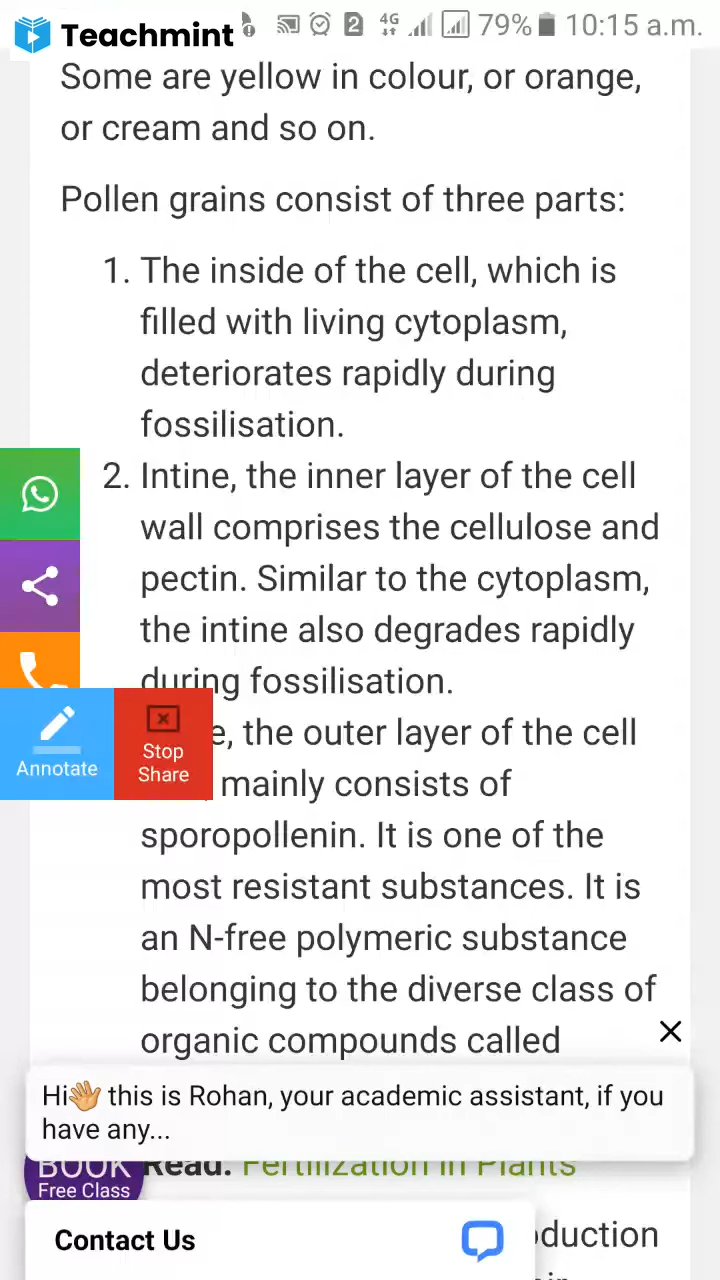 Teachmint 2 4G 79% 10:15 a.m.
Some are yellow in colour, or orange,
or cream and so on.
Pollen grains consist of three parts:
1. The inside of the cell, which is
filled with living cytoplasm,
deteriorates rapidly during
fossilisation.
2. Intine, the inner layer of the cell
wall comprises the cellulose and
pectin. Similar to the cytoplasm,
the intine also degrades rapidly
during fossilisation.
e, the outer layer of the cell
mainly consists of
sporopollenin. It is one of the
most resistant substances. It is
an N-free polymeric substance
belonging to the diverse class of
organic compounds called
Annotate
Stop
Share
Hi👋 this is Rohan, your academic assistant, if you
have any...
BOOK
Free Class
Read: Fertilization in Plants
Contact Us
oduction